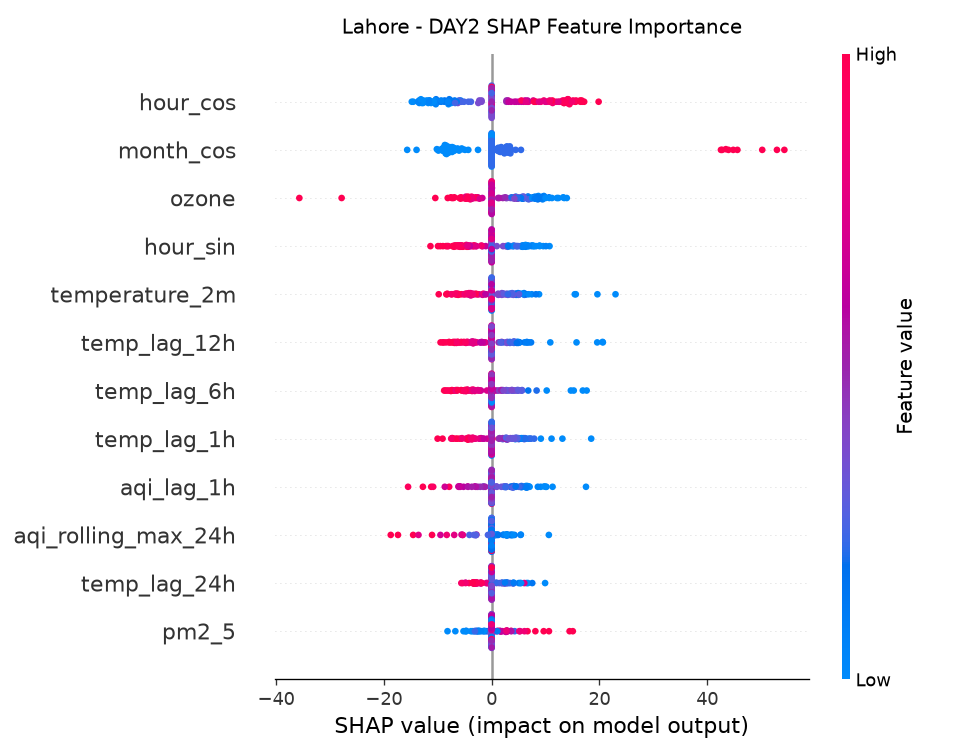 Lahore - DAY2 SHAP Feature Importance
High
hour_cos
month_cos
ozone
hour_sin
temperature_2m
temp_lag_12h
temp_lag_6h
temp_lag_1h
aqi_lag_1h
aqi_rolling_max_24h
temp_lag_24h
pm2_5
Feature value
Low
−40 −20 0 20 40
SHAP value (impact on model output)